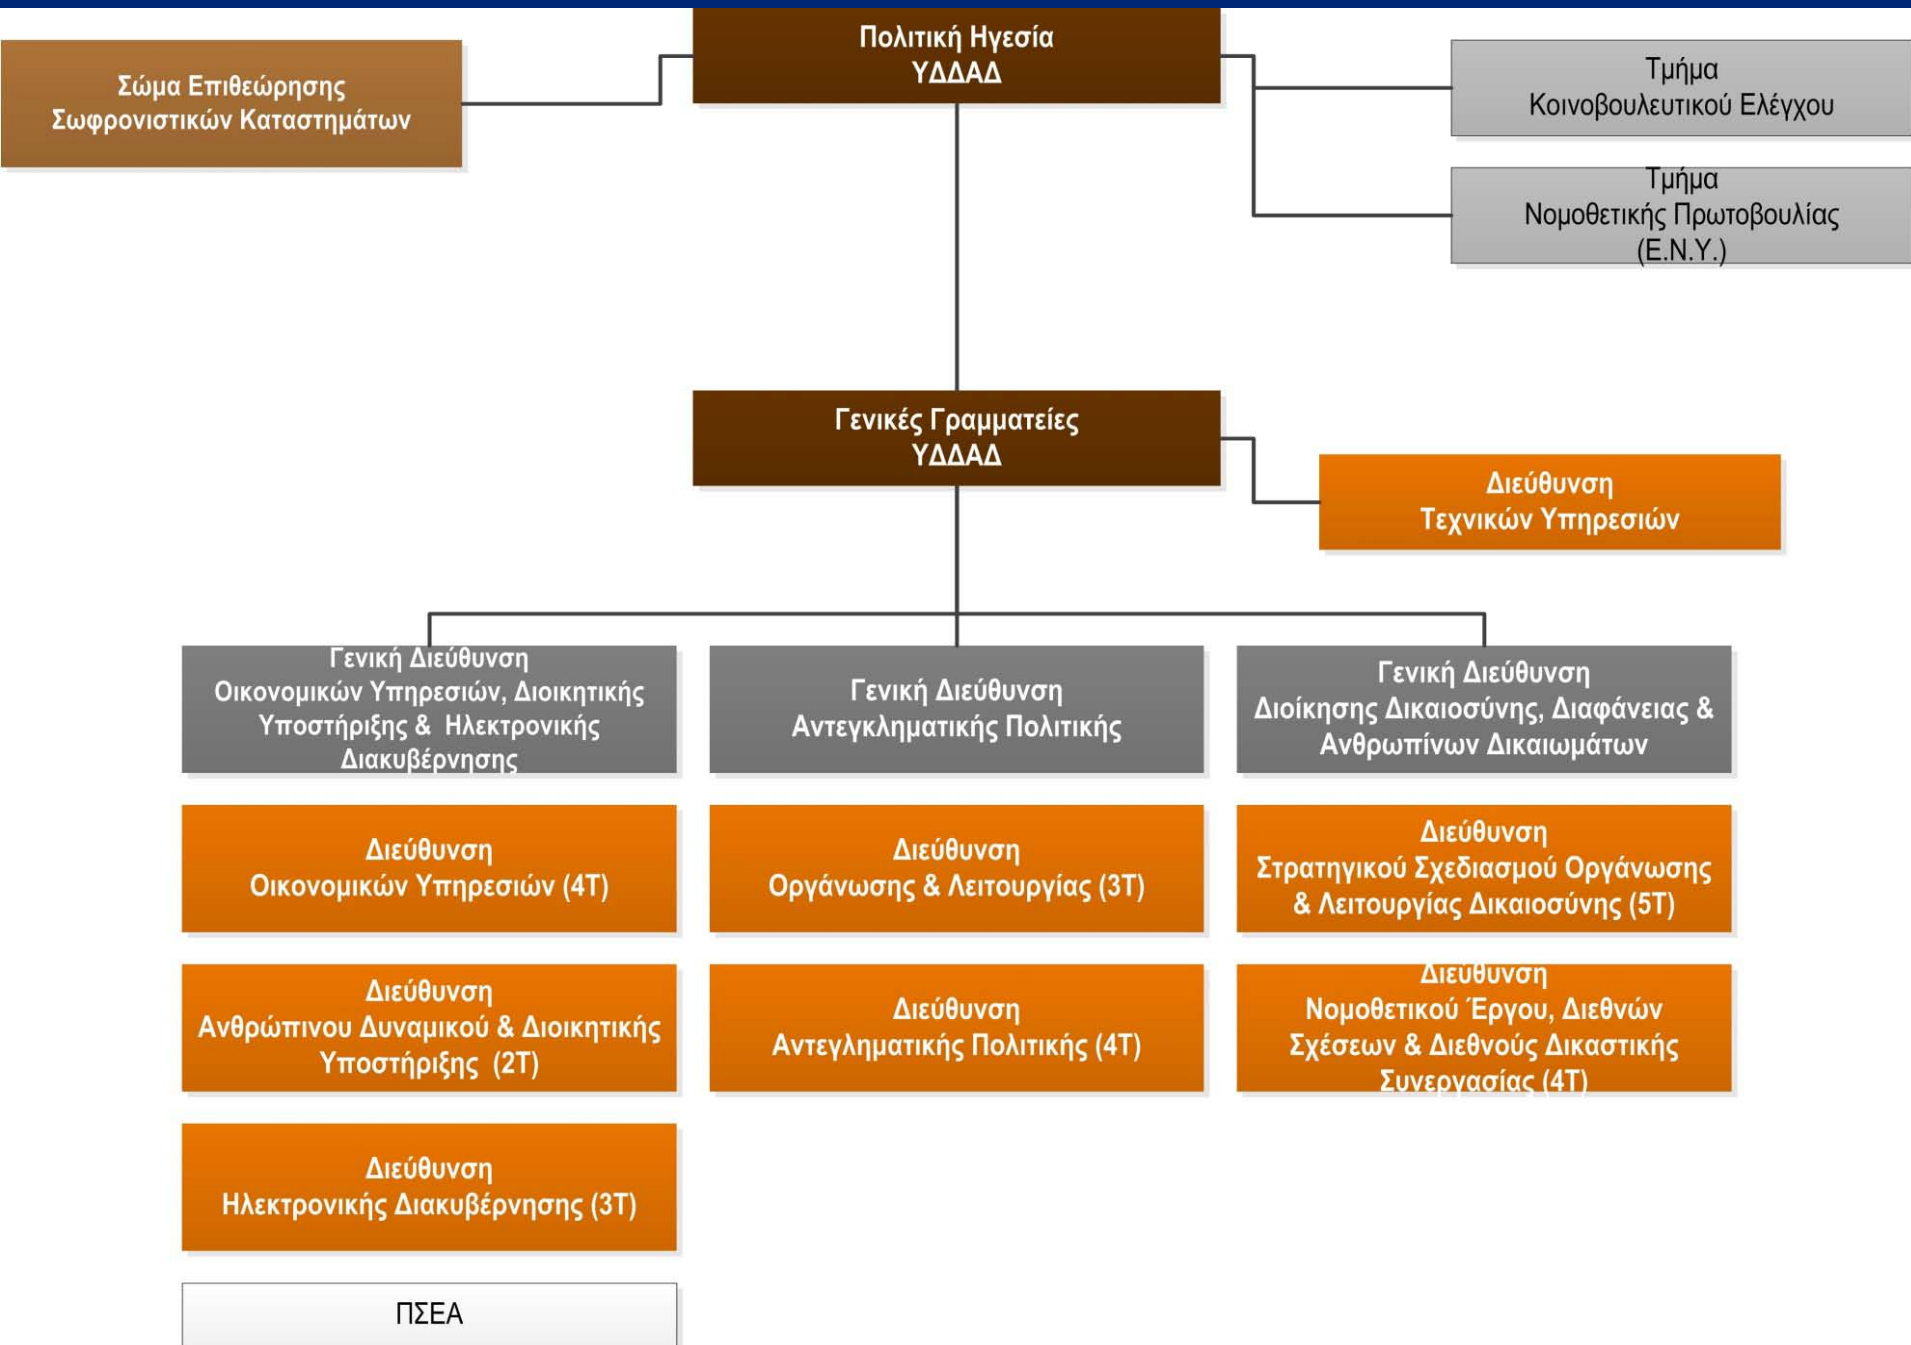 Πολιτική Ηγεσία
ΥΔΔΑΔ
Σώμα Επιθεώρησης
Σωφρονιστικών Καταστημάτων
Τμήμα
Κοινοβουλευτικού Ελέγχου
Τμήμα
Νομοθετικής Πρωτοβουλίας
(Ε.Ν.Υ.)
Γενικές Γραμματείες
ΥΔΔΑΔ
Διεύθυνση
Τεχνικών Υπηρεσιών
Γενική Διεύθυνση
Οικονομικών Υπηρεσιών, Διοικητικής
Υποστήριξης & Ηλεκτρονικής
Διακυβέρνησης
Γενική Διεύθυνση
Αντεγκληματικής Πολιτικής
Γενική Διεύθυνση
Διοίκησης Δικαιοσύνης, Διαφάνειας &
Ανθρωπίνων Δικαιωμάτων
Διεύθυνση
Οικονομικών Υπηρεσιών (4Τ)
Διεύθυνση
Οργάνωσης & Λειτουργίας (3Τ)
Διεύθυνση
Στρατηγικού Σχεδιασμού Οργάνωσης
& Λειτουργίας Δικαιοσύνης (5Τ)
Διεύθυνση
Ανθρώπινου Δυναμικού & Διοικητικής
Υποστήριξης (2Τ)
Διεύθυνση
Αντεγληματικής Πολιτικής (4Τ)
Διεύθυνση
Νομοθετικού Έργου, Διεθνών
Σχέσεων & Διεθνούς Δικαστικής
Συνεργασίας (4Τ)
Διεύθυνση
Ηλεκτρονικής Διακυβέρνησης (3Τ)
ΠΣΕΑ